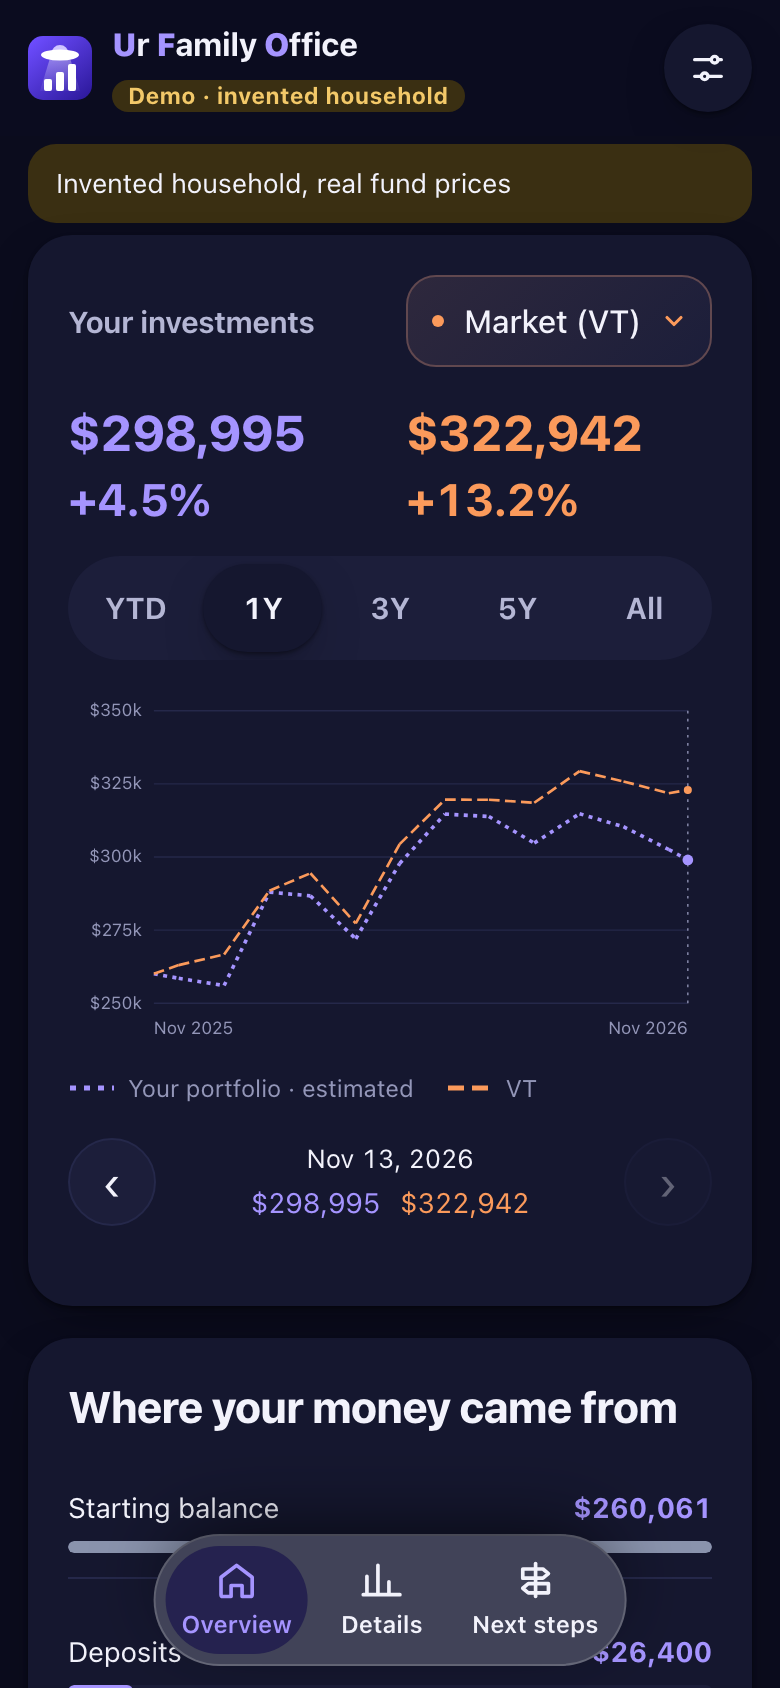 Ur Family Office
Demo · invented household
Invented household, real fund prices
Your investments
Market (VT)
$298,995
$322,942
+4.5%
+13.2%
YTD
1Y
3Y
5Y
All
$350k
$325k
$300k
$275k
$250k
Nov 2025
Nov 2026
Your portfolio · estimated
VT
‹
Nov 13, 2026
›
$298,995 $322,942
Where your money came from
Starting balance
$260,061
Overview
Details
Next steps
Deposits
$26,400